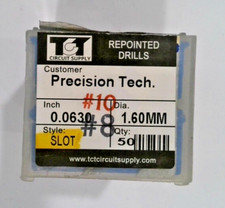 TCT
CIRCUIT SUPPLY
REPOINTED
DRILLS
Customer
Precision Tech.
Inch
#10
Dia.
0.0630
#8
1.60MM
Style:
Qty:
SLOT
50
www.tctcircuitsupply.com